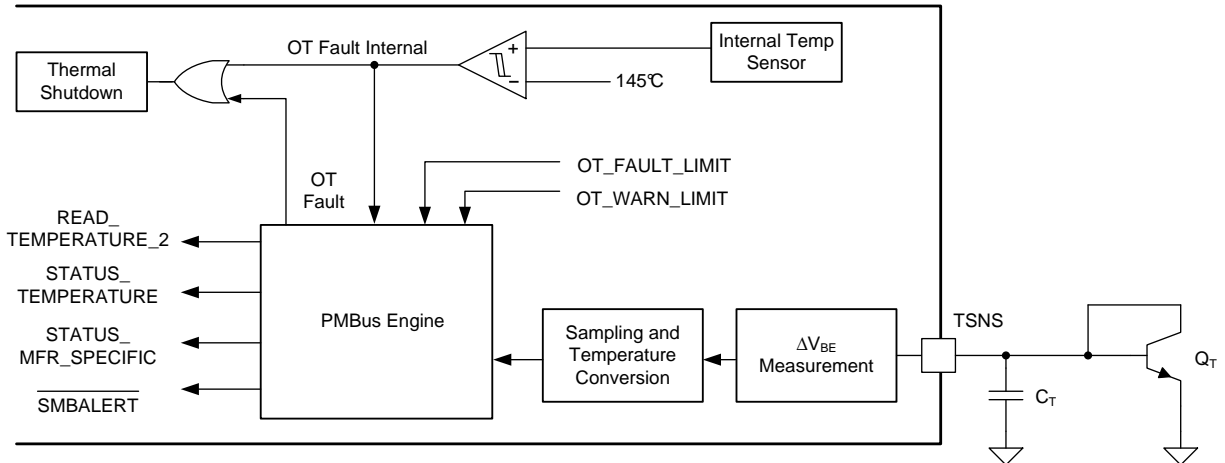 OT Fault Internal
Internal Temp
Sensor
Thermal
Shutdown
+
−
145°C
OT_FAULT_LIMIT
OT_WARN_LIMIT
OT
Fault
READ_
TEMPERATURE_2
STATUS_
TEMPERATURE
STATUS_
MFR_SPECIFIC
SMBALERT
PMBus Engine
Sampling and
Temperature
Conversion
ΔVBE
Measurement
TSNS
CT
QT